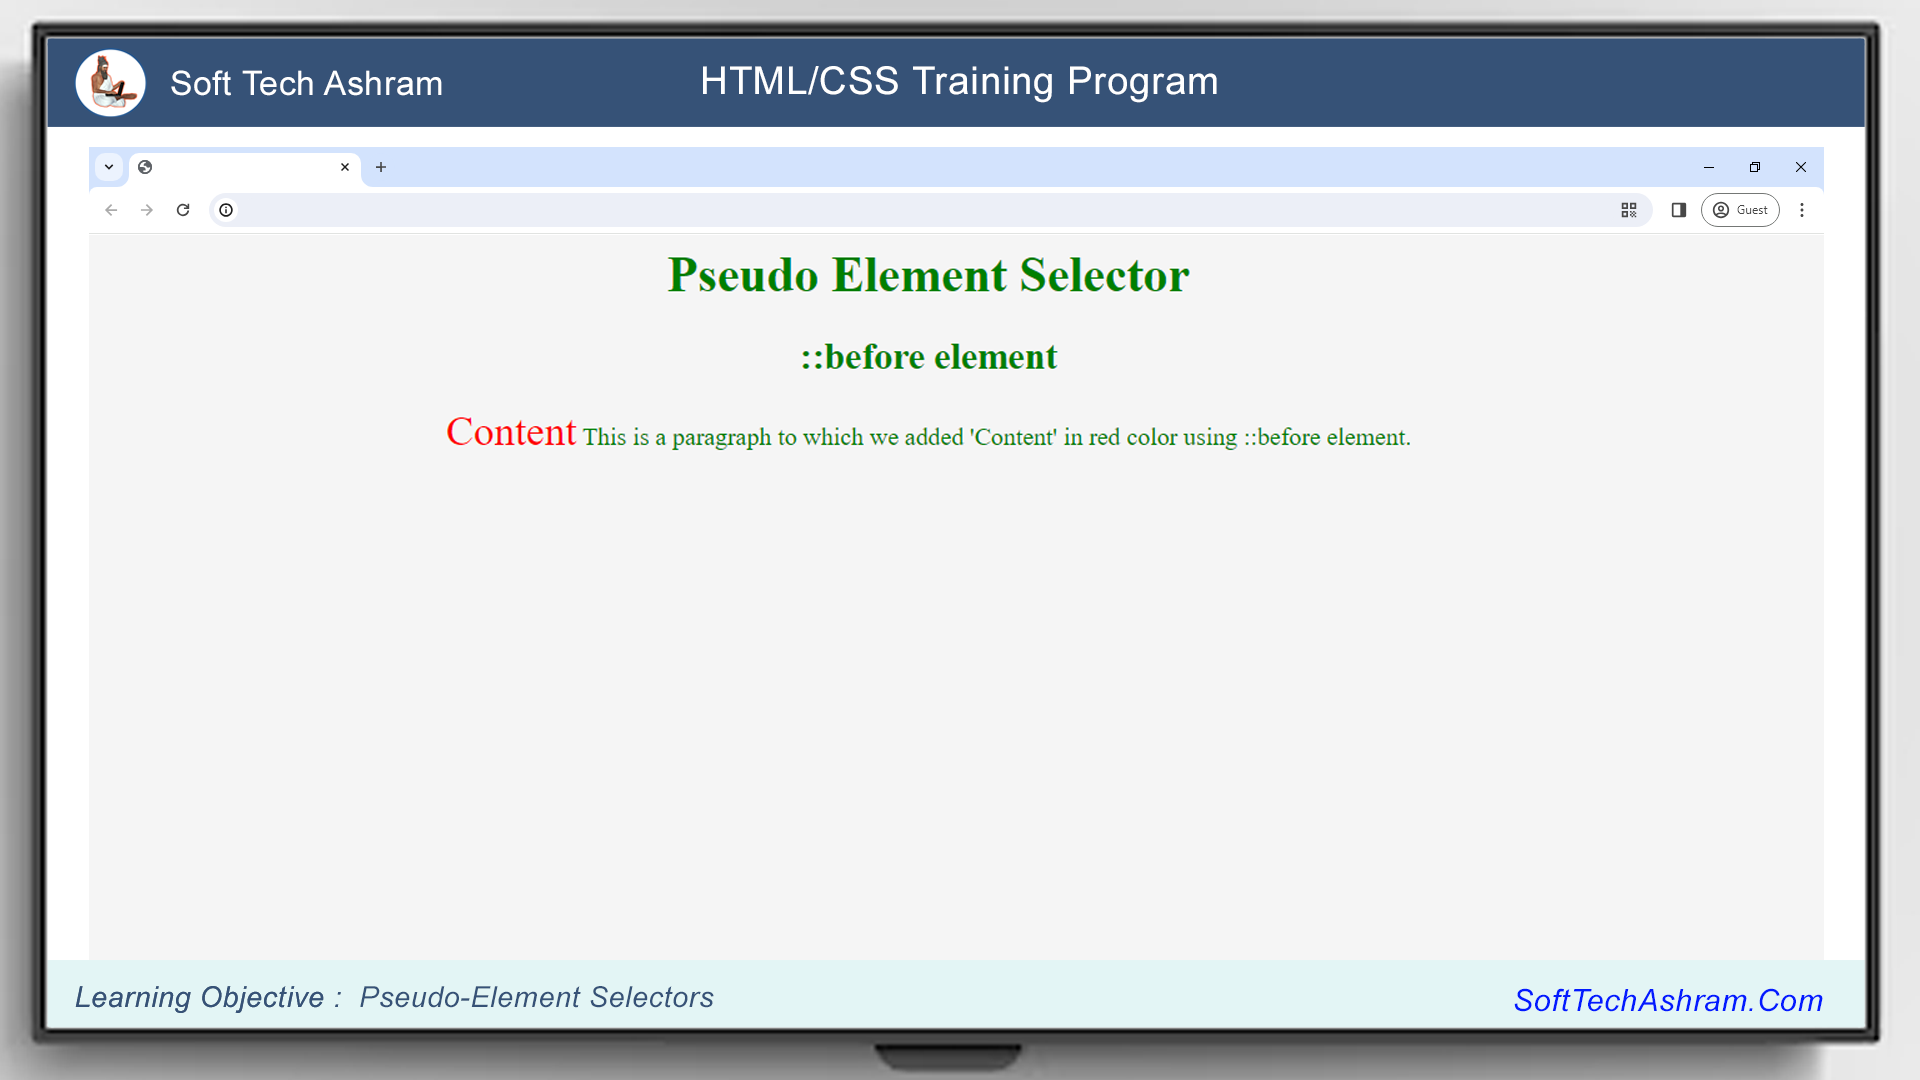 Soft Tech Ashram
HTML/CSS Training Program
Guest
Pseudo Element Selector
::before element
Content This is a paragraph to which we added 'Content' in red color using ::before element.
Learning Objective : Pseudo-Element Selectors
SoftTechAshram.Com